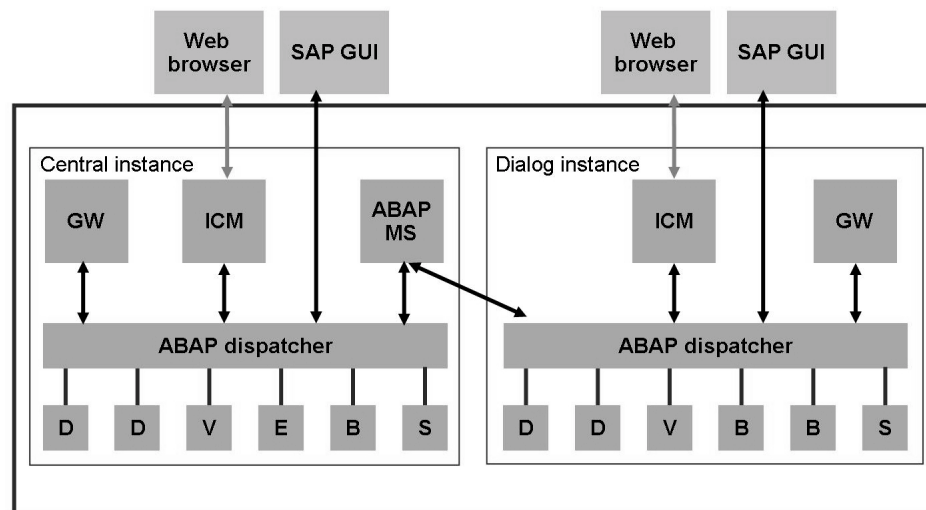 Web
browser
SAP GUI
Web
browser
SAP GUI
Central instance
Dialog instance
GW
ICM
ABAP
MS
ICM
GW
ABAP dispatcher
ABAP dispatcher
D D V E B S
D D V B B S